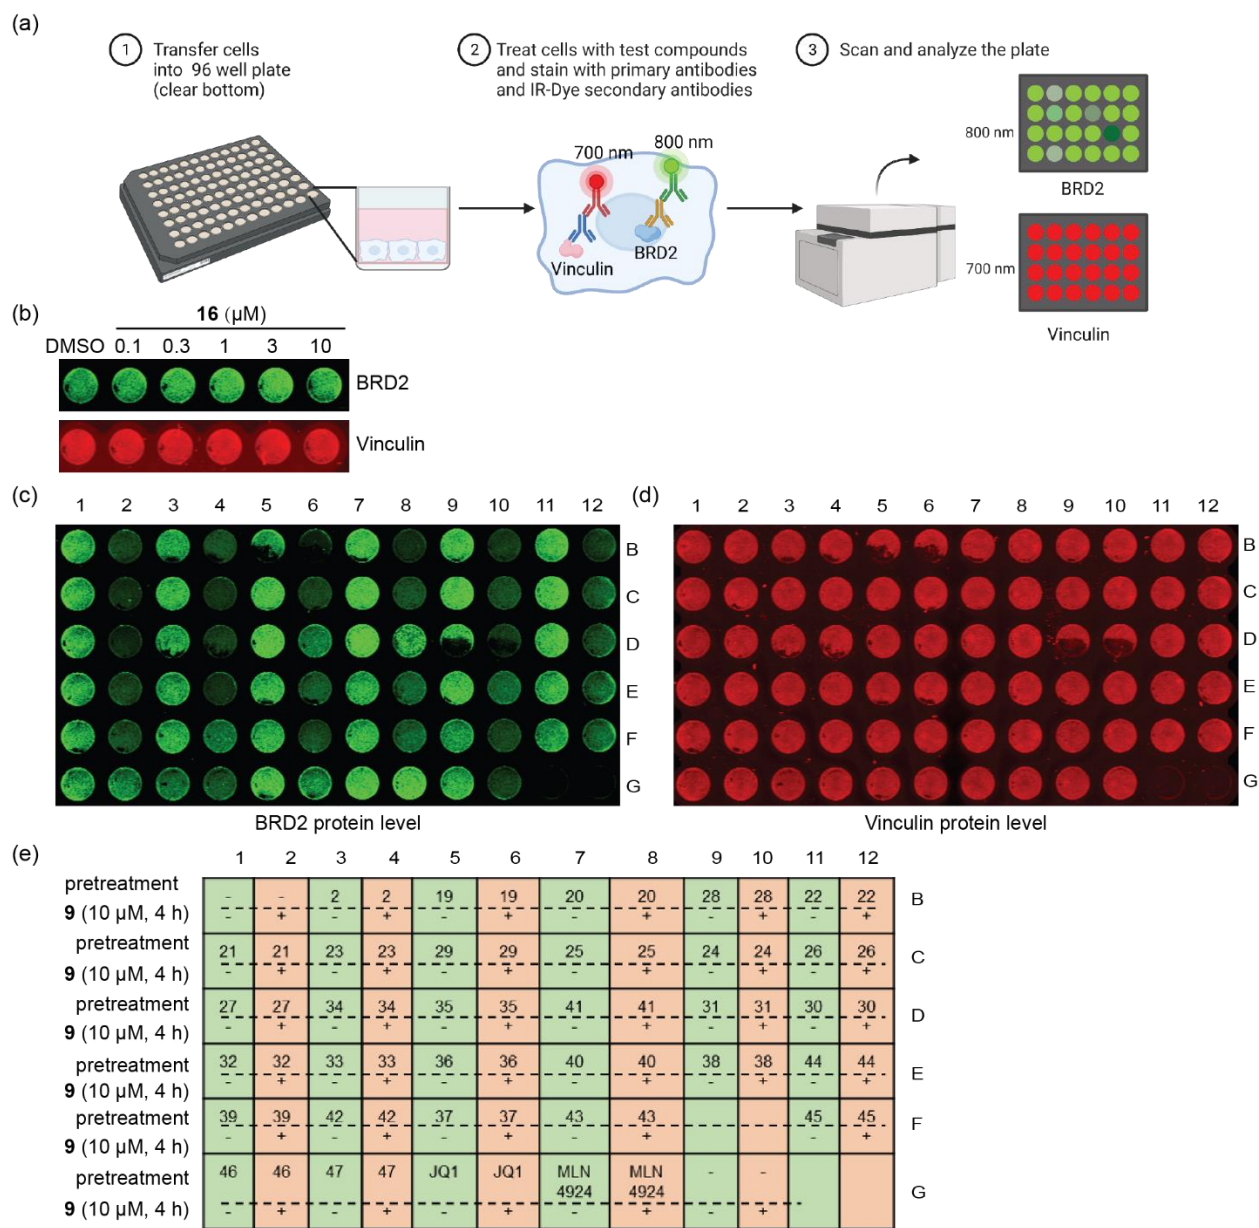 (a)
1 Transfer cells
into 96 well plate
(clear bottom)
2 Treat cells with test compounds
and stain with primary antibodies
and IR-Dye secondary antibodies
3 Scan and analyze the plate
700 nm
800 nm
Vinculin
BRD2
800 nm
BRD2
700 nm
Vinculin
(b)
16 (µM)
DMSO 0.1 0.3 1 3 10
BRD2
Vinculin
(c)
1 2 3 4 5 6 7 8 9 10 11 12
B
C
D
E
F
G
BRD2 protein level
(d)
1 2 3 4 5 6 7 8 9 10 11 12
B
C
D
E
F
G
Vinculin protein level
(e)
1 2 3 4 5 6 7 8 9 10 11 12
pretreatment - - 2 2 19 19 20 20 28 28 22 22
9 (10 µM, 4 h) - + - + - + - + - + - +
B
pretreatment 21 21 23 23 29 29 25 25 24 24 26 26
9 (10 µM, 4 h) - + - + - + - + - + - +
C
pretreatment 27 27 34 34 35 35 41 41 31 31 30 30
9 (10 µM, 4 h) - + - + - + - + - + - +
D
pretreatment 32 32 33 33 36 36 40 40 38 38 44 44
9 (10 µM, 4 h) - + - + - + - + - + - +
E
pretreatment 39 39 42 42 37 37 43 43 45 45
9 (10 µM, 4 h) - + - + - + - + - +
F
pretreatment 46 46 47 47 JQ1 JQ1 MLN 4924 MLN 4924 - -
9 (10 µM, 4 h) - + - + - + - + - +
G